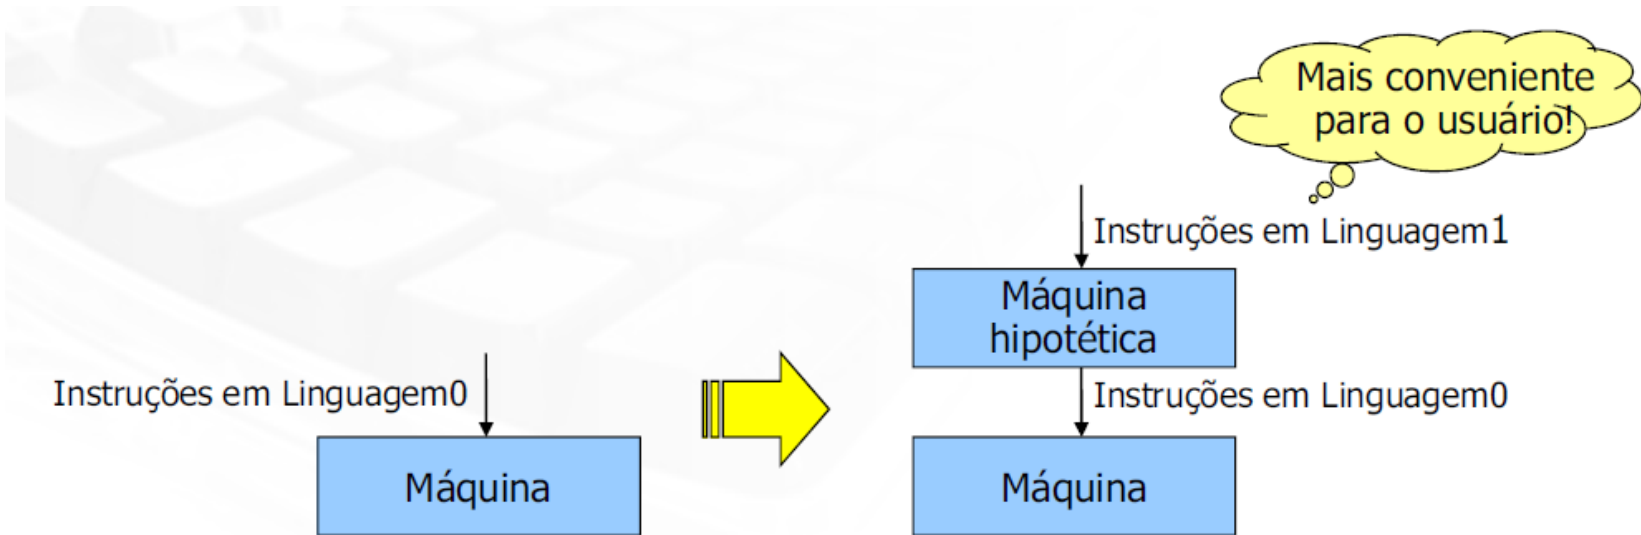 Mais conveniente
para o usuário!
Instruções em Linguagem1
Máquina
hipotética
Instruções em Linguagem0
Instruções em Linguagem0
Máquina
Máquina